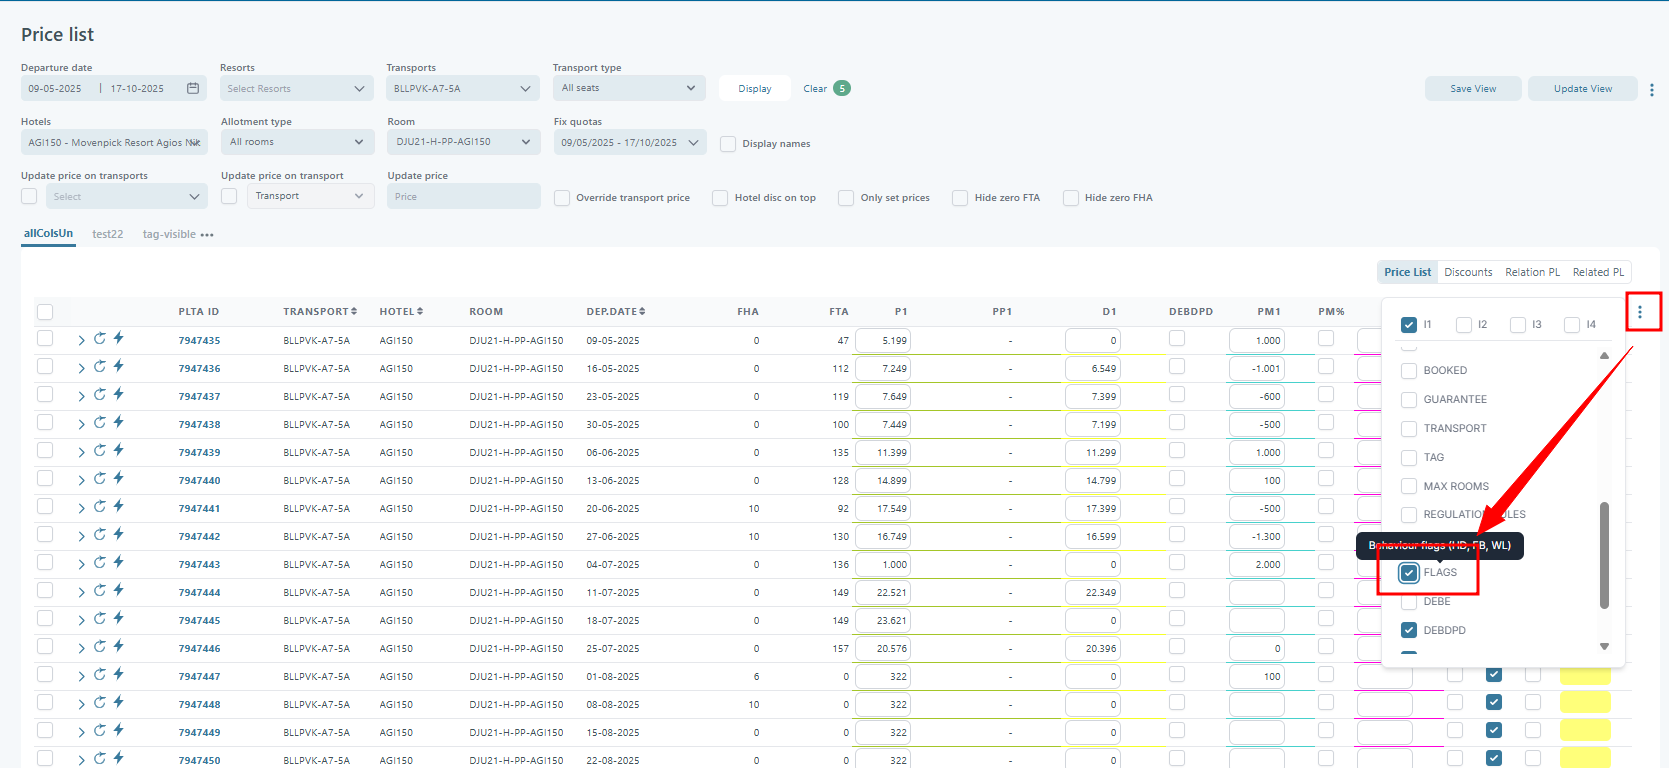 Price list
Departure date Resorts Transports Transport type
09-05-2025 | 17-10-2025 Select Resorts BLLPVK-A7-5A All seats Display Clear 5 Save View Update View
Hotels Allotment type Room Fix quotas
AGI150 - Movenpick Resort Agios Nik All rooms DJU21-H-PP-AGI150 09/05/2025 - 17/10/2025 Display names
Update price on transports Update price on transport Update price
Select Transport Price Override transport price Hotel disc on top Only set prices Hide zero FTA Hide zero FHA
allColsUn test22 tag-visible •••
Price List Discounts Relation PL Related PL
PLTA ID TRANSPORT HOTEL ROOM DEP.DATE FHA FTA P1 PP1 D1 DEBDPD PM1 PM%
I1 I2 I3 I4
7947435 BLLPVK-A7-5A AGI150 DJU21-H-PP-AGI150 09-05-2025 0 47 5.199 - 0 1.000
7947436 BLLPVK-A7-5A AGI150 DJU21-H-PP-AGI150 16-05-2025 0 112 7.249 - 6.549 -1.001
BOOKED
7947437 BLLPVK-A7-5A AGI150 DJU21-H-PP-AGI150 23-05-2025 0 119 7.649 - 7.399 -600
GUARANTEE
7947438 BLLPVK-A7-5A AGI150 DJU21-H-PP-AGI150 30-05-2025 0 100 7.449 - 7.199 -500
TRANSPORT
7947439 BLLPVK-A7-5A AGI150 DJU21-H-PP-AGI150 06-06-2025 0 135 11.399 - 11.299 1.000
TAG
7947440 BLLPVK-A7-5A AGI150 DJU21-H-PP-AGI150 13-06-2025 0 128 14.899 - 14.799 100
MAX ROOMS
7947441 BLLPVK-A7-5A AGI150 DJU21-H-PP-AGI150 20-06-2025 10 92 17.549 - 17.399 -500
REGULATION RULES
7947442 BLLPVK-A7-5A AGI150 DJU21-H-PP-AGI150 27-06-2025 10 130 16.749 - 16.599 -1.300
Behaviour flags (HD, FB, WL)
7947443 BLLPVK-A7-5A AGI150 DJU21-H-PP-AGI150 04-07-2025 0 136 1.000 - 0 2.000
FLAGS
7947444 BLLPVK-A7-5A AGI150 DJU21-H-PP-AGI150 11-07-2025 0 149 22.521 - 22.349
DEBE
7947445 BLLPVK-A7-5A AGI150 DJU21-H-PP-AGI150 18-07-2025 0 149 23.621 - 0
DEBDPD
7947446 BLLPVK-A7-5A AGI150 DJU21-H-PP-AGI150 25-07-2025 0 157 20.576 - 20.396 0
7947447 BLLPVK-A7-5A AGI150 DJU21-H-PP-AGI150 01-08-2025 6 0 322 - 0 100
7947448 BLLPVK-A7-5A AGI150 DJU21-H-PP-AGI150 08-08-2025 10 0 322 - 0
7947449 BLLPVK-A7-5A AGI150 DJU21-H-PP-AGI150 15-08-2025 0 0 322 - 0
7947450 BLLPVK-A7-5A AGI150 DJU21-H-PP-AGI150 22-08-2025 0 0 322 - 0